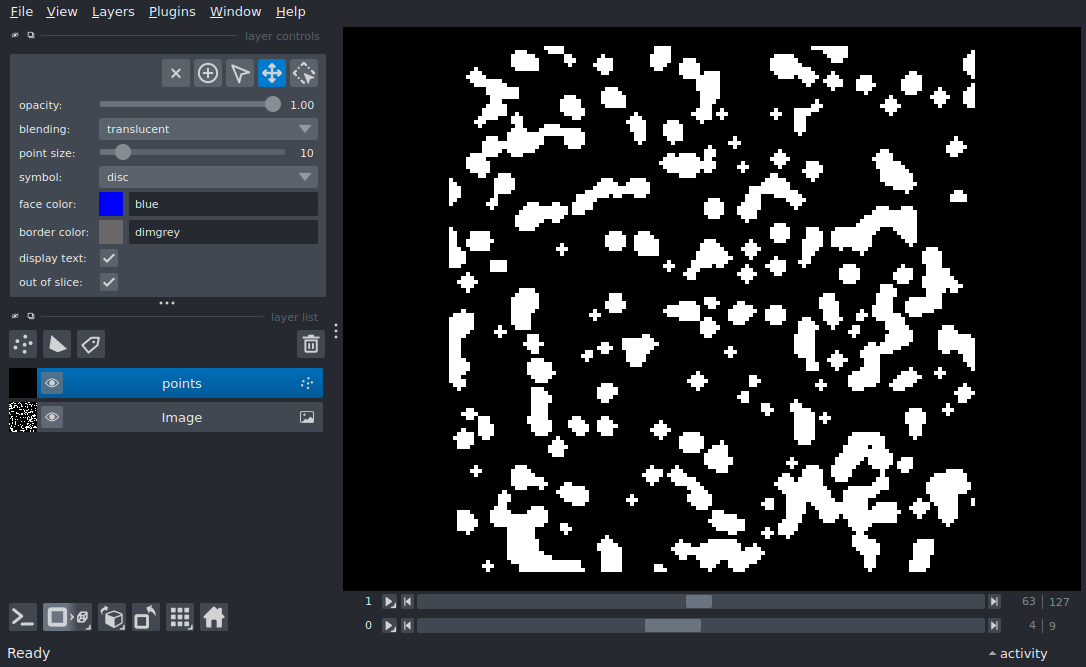 File View Layers Plugins Window Help
layer controls
opacity: 1.00
blending: translucent
point size: 10
symbol: disc
face color: blue
border color: dimgrey
display text:
out of slice:
layer list
points
Image
1 63 127
0 4 9
Ready activity